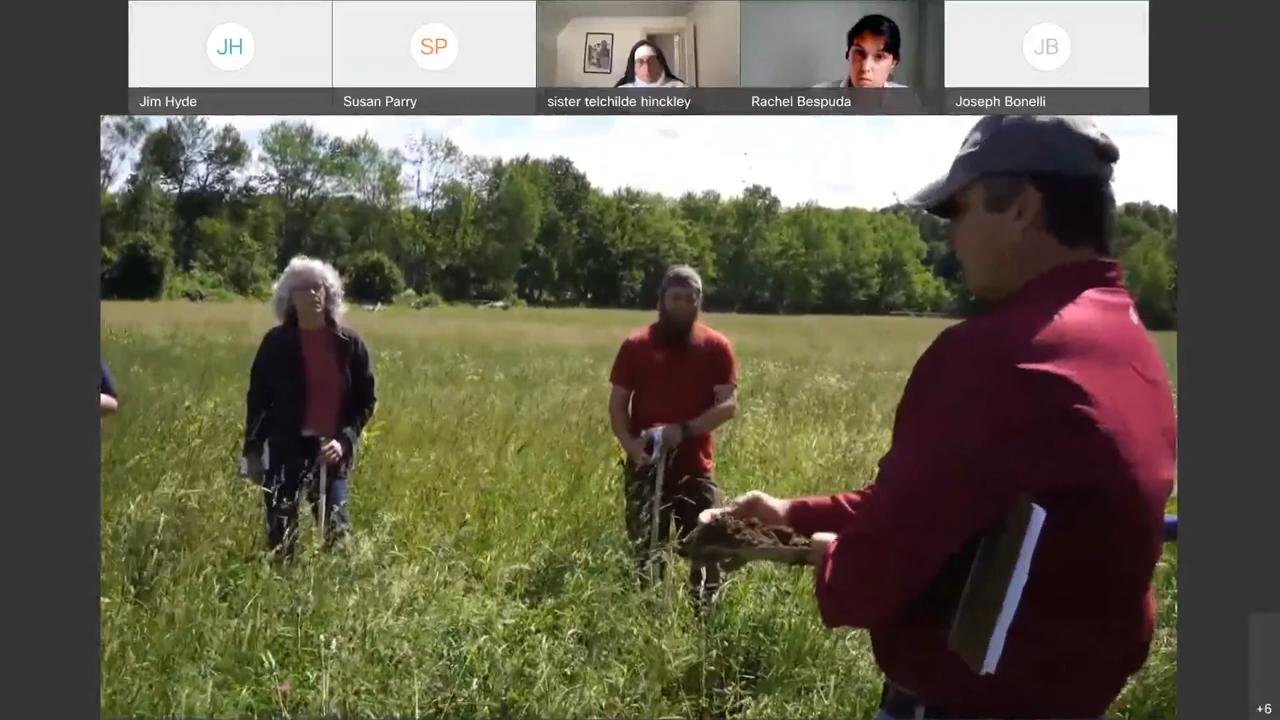 JH
SP
JB
Jim Hyde
Susan Parry
sister telchilde hinckley
Rachel Bespuda
Joseph Bonelli
+6